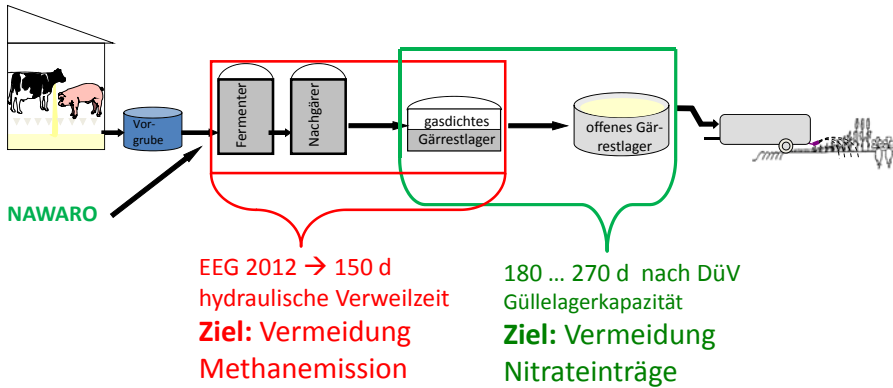 Vor-
grube
Fermenter
Nachgärer
gasdichtes
Gärrestlager
offenes Gär-
restlager
NAWARO
EEG 2012 → 150 d
hydraulische Verweilzeit
Ziel: Vermeidung
Methanemission
180 ... 270 d nach DüV
Güllelagerkapazität
Ziel: Vermeidung
Nitrateinträge